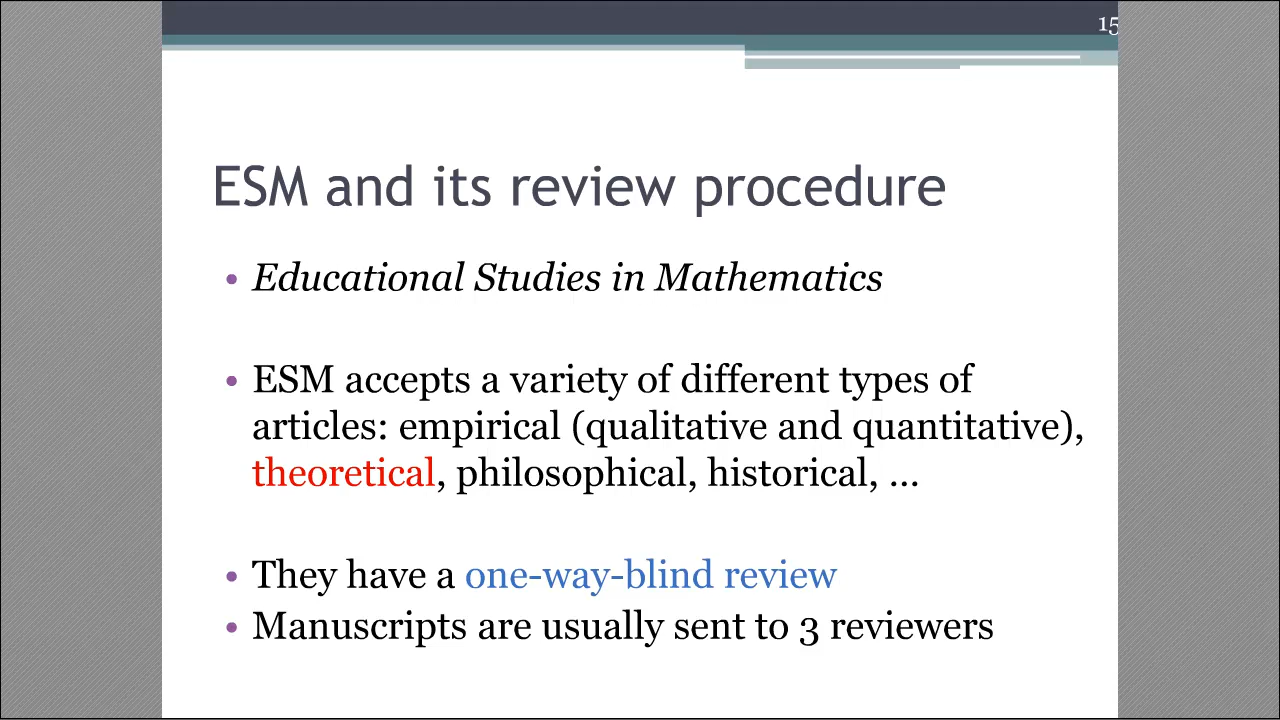 15
ESM and its review procedure
• Educational Studies in Mathematics
• ESM accepts a variety of different types of
articles: empirical (qualitative and quantitative),
theoretical, philosophical, historical, ...
• They have a one-way-blind review
• Manuscripts are usually sent to 3 reviewers